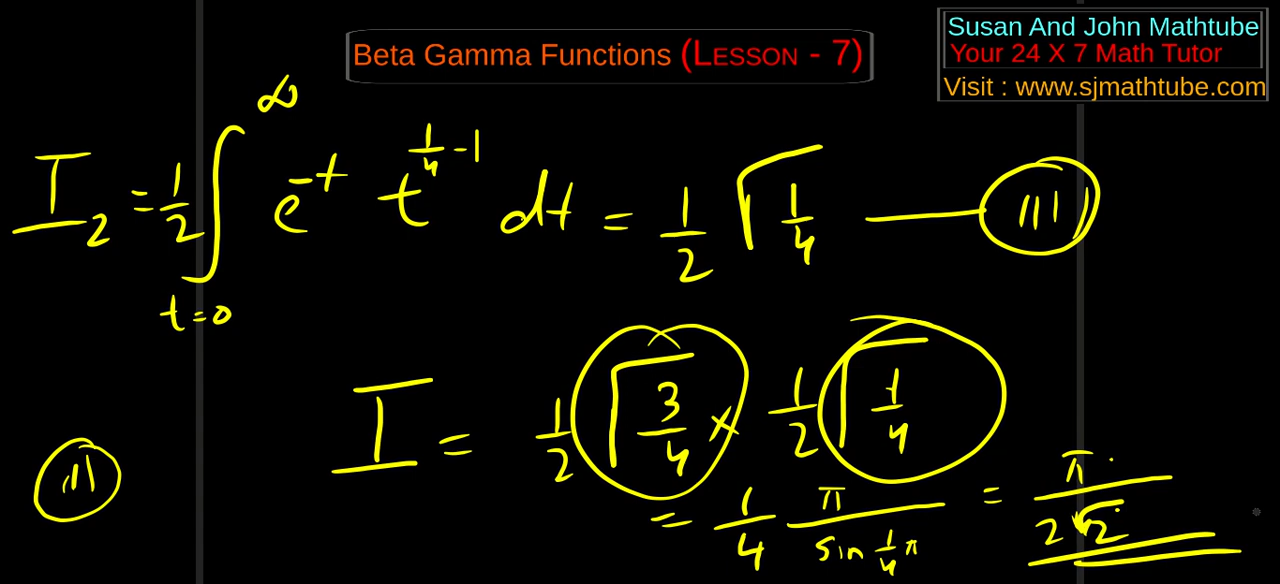 Beta Gamma Functions (Lesson - 7)
Susan And John Mathtube
Your 24 X 7 Math Tutor
Visit : www.sjmathtube.com
I₂ = 1/2 ∫_{t=0}^{∞} e^{-t} t^{1/4 - 1} dt = 1/2 Γ1/4 — III
I = 1/2 Γ3/4 × 1/2 Γ1/4
III
= 1/4 π/(sin 1/4 π) = π/(2√2)